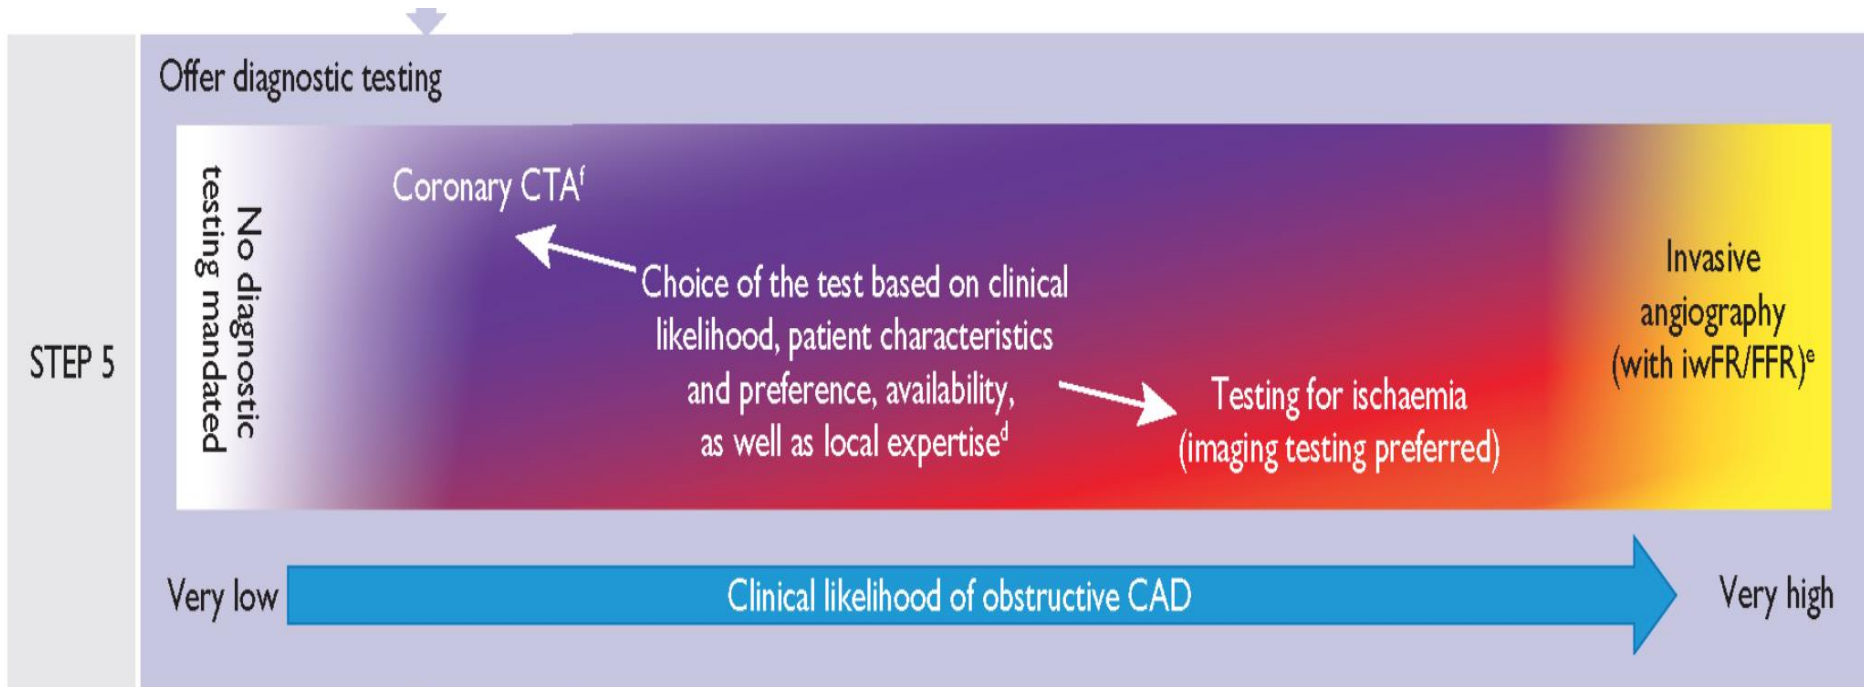 Offer diagnostic testing
No diagnostic
testing mandated
Coronary CTAᶠ
Choice of the test based on clinical
likelihood, patient characteristics
and preference, availability,
as well as local expertiseᵈ
Testing for ischaemia
(imaging testing preferred)
Invasive
angiography
(with iwFR/FFR)ᵉ
STEP 5
Very low
Clinical likelihood of obstructive CAD
Very high